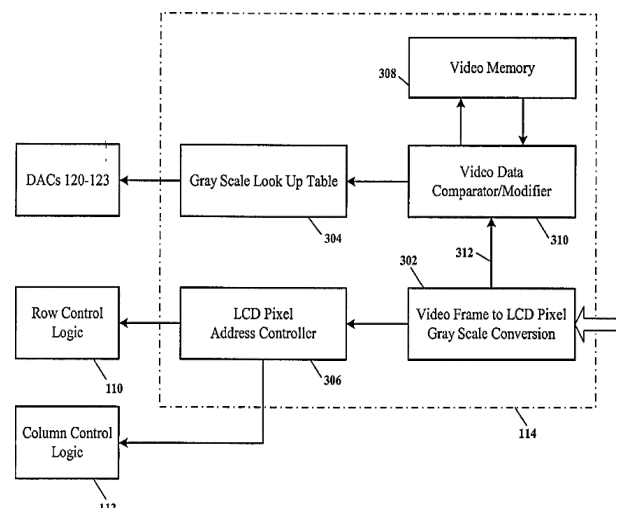 308
Video Memory
DACs 120-123
Gray Scale Look Up Table
Video Data
Comparator/Modifier
304
312
310
302
Row Control
Logic
LCD Pixel
Address Controller
Video Frame to LCD Pixel
Gray Scale Conversion
110
306
Column Control
Logic
114
112